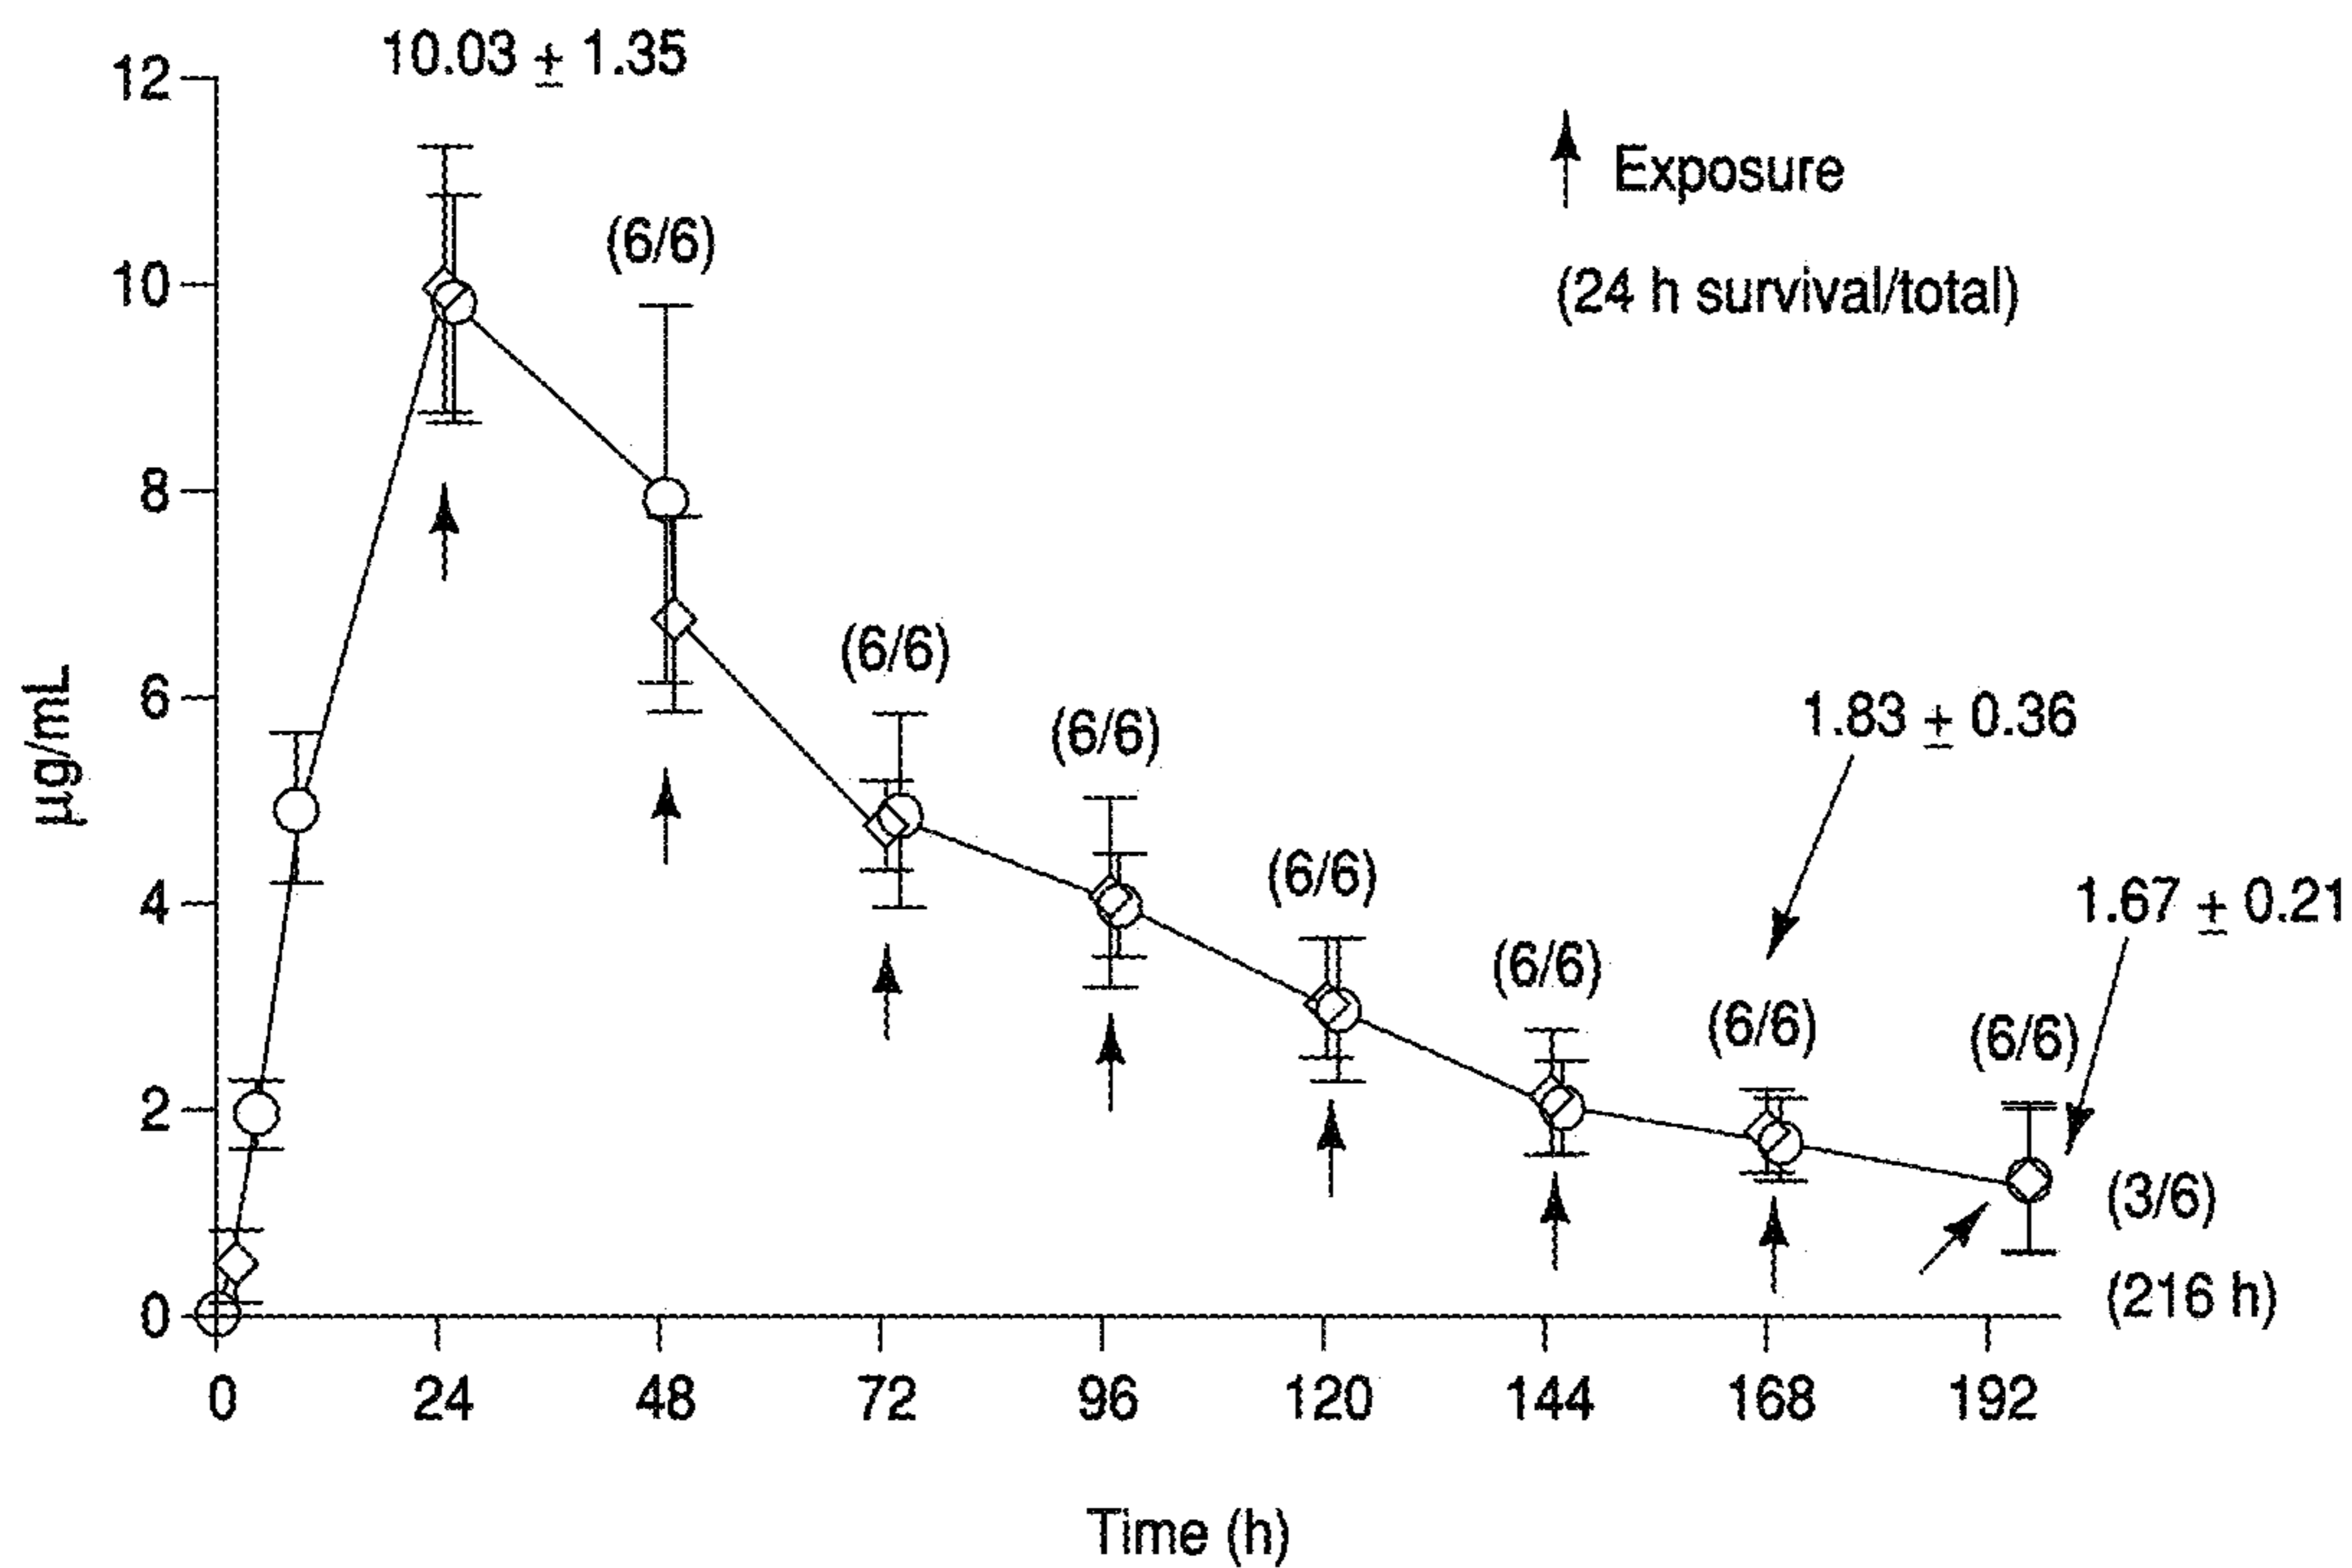 10.03 ± 1.35
12
10
8
6
4
2
0
µg/mL
Exposure
(24 h survival/total)
(6/6)
(6/6)
(6/6)
(6/6)
(6/6)
(6/6)
(6/6)
1.83 ± 0.36
1.67 ± 0.21
(3/6)
(216 h)
0 24 48 72 96 120 144 168 192
Time (h)